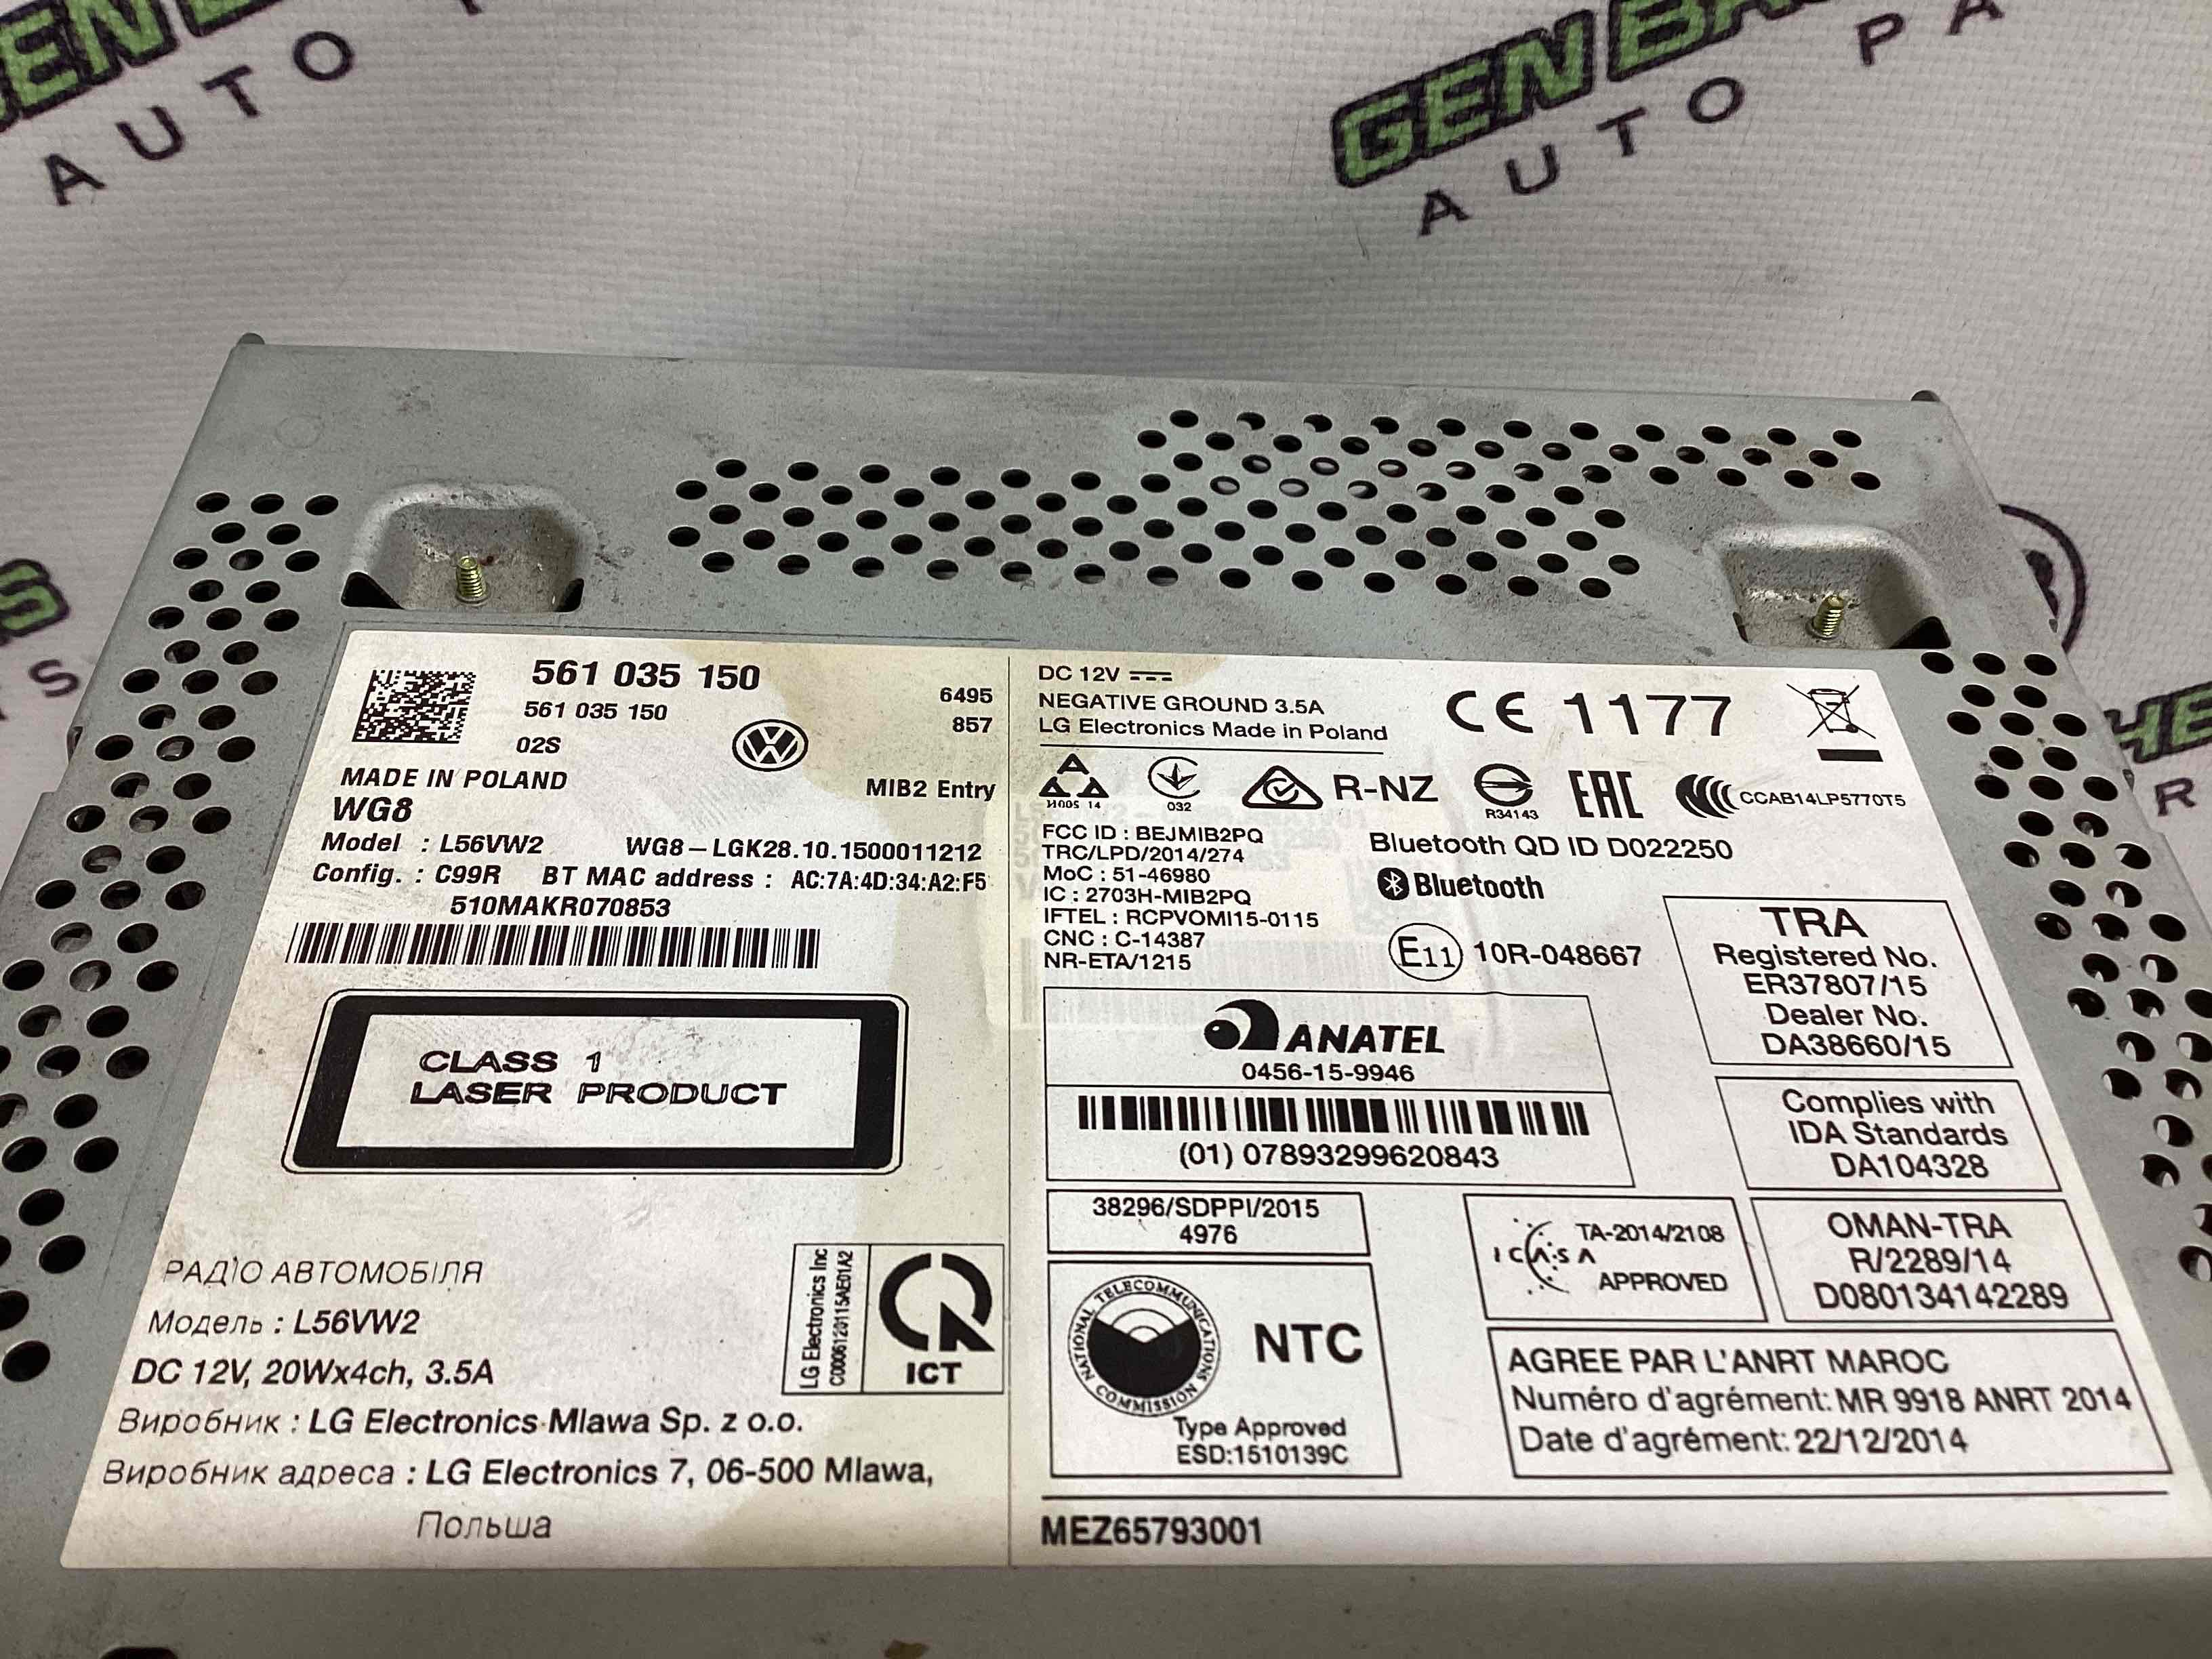 GENBA
AUTO PA
AUTO
561 035 150
561 035 150
02S
6495
857
MADE IN POLAND
MIB2 Entry
WG8
Model : L56VW2 WG8-LGK28.10.1500011212
Config. : C99R BT MAC address : AC:7A:4D:34:A2:F5
510MAKR070853
CLASS 1
LASER PRODUCT
РАДІО АВТОМОБІЛЯ
Модель : L56VW2
DC 12V, 20Wx4ch, 3.5A
Виробник : LG Electronics Mlawa Sp. z o.o.
Виробник адреса : LG Electronics 7, 06-500 Mlawa,
Польша
LG Electronics Inc
C0006120115AE01A2
ICT
DC 12V
NEGATIVE GROUND 3.5A
LG Electronics Made in Poland
CE 1177
И005 14
032
R-NZ
R34143
EAC
CCAB14LP5770T5
FCC ID : BEJMIB2PQ
TRC/LPD/2014/274
MoC : 51-46980
IC : 2703H-MIB2PQ
IFTEL : RCPVOMI15-0115
CNC : C-14387
NR-ETA/1215
Bluetooth QD ID D022250
Bluetooth
E11 10R-048667
TRA
Registered No.
ER37807/15
Dealer No.
DA38660/15
ANATEL
0456-15-9946
(01) 07893299620843
Complies with
IDA Standards
DA104328
38296/SDPPI/2015
4976
ICASA
TA-2014/2108
APPROVED
OMAN-TRA
R/2289/14
D080134142289
NATIONAL TELECOMMUNICATIONS COMMISSION
NTC
Type Approved
ESD:1510139C
AGREE PAR L'ANRT MAROC
Numéro d'agrément: MR 9918 ANRT 2014
Date d'agrément: 22/12/2014
MEZ65793001